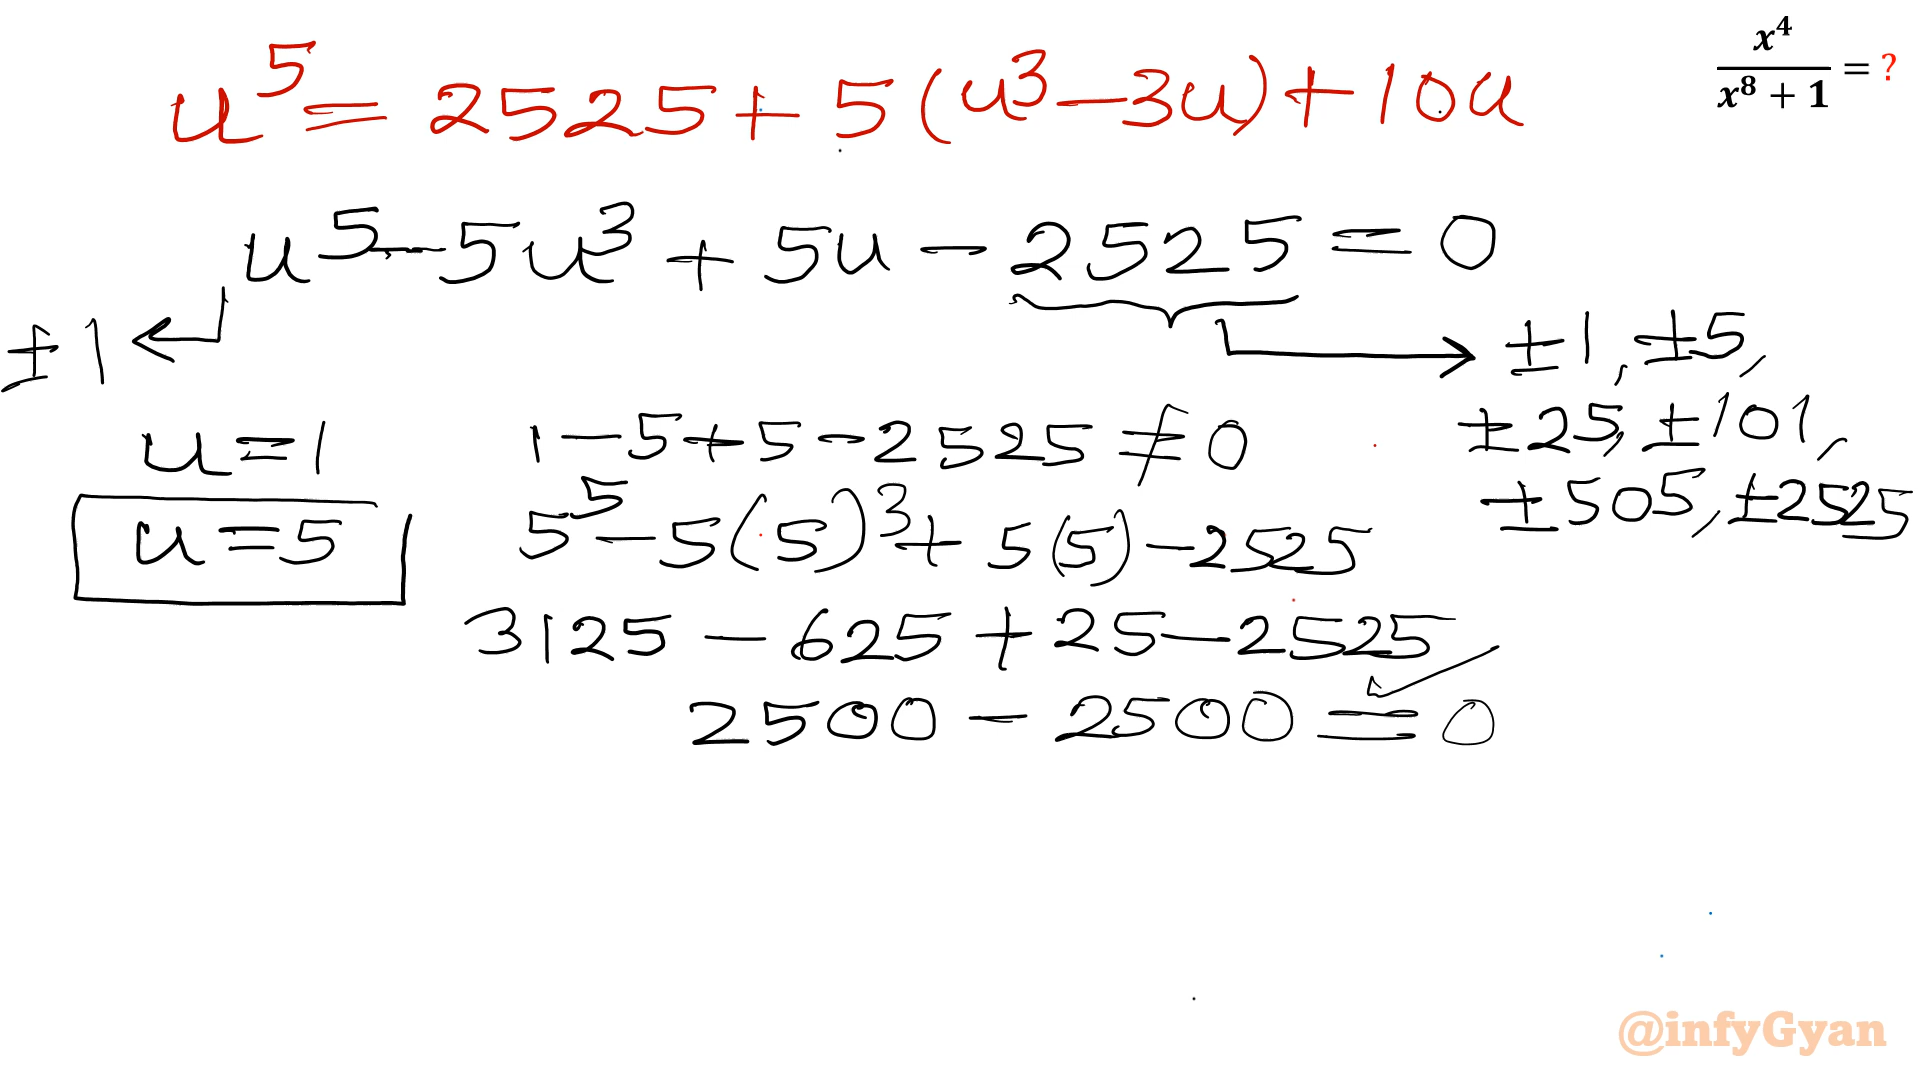 u⁵ = 2525 + 5(u³ - 3u) + 10u
x⁴/(x⁸ + 1) = ?
u⁵ - 5u³ + 5u - 2525 = 0
±1
±1, ±5,
±25, ±101,
±505, ±2525
u = 1
1 - 5 + 5 - 2525 ≠ 0
u = 5
5⁵ - 5(5)³ + 5(5) - 2525
3125 - 625 + 25 - 2525
2500 - 2500 = 0
@infyGyan